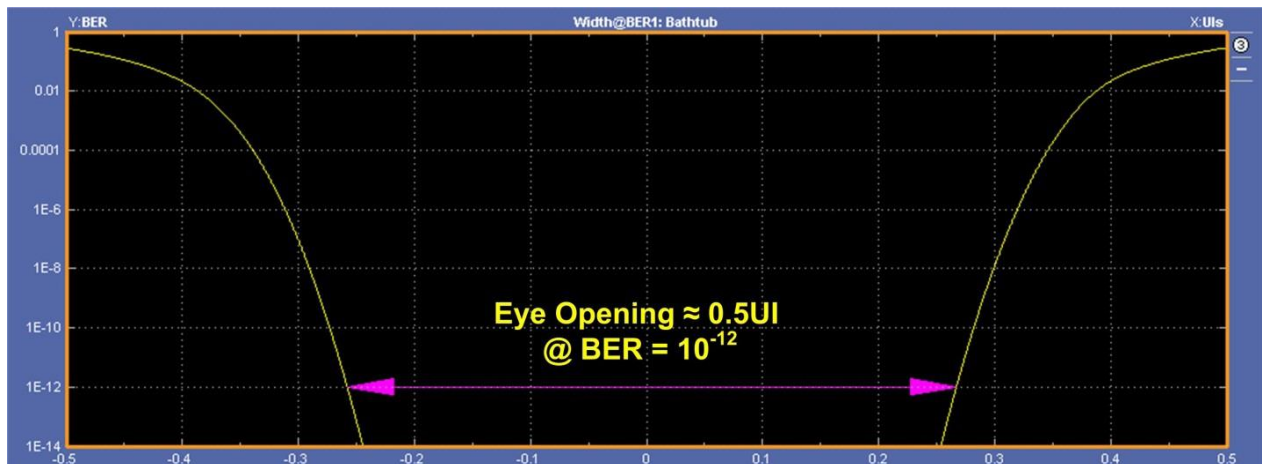 Y:BER Width@BER1: Bathtub X:UIs
1
3
0.01
0.0001
1E-6
1E-8
Eye Opening ≈ 0.5UI
1E-10
@ BER = 10⁻¹²
1E-12
1E-14
-0.5 -0.4 -0.3 -0.2 -0.1 0 0.1 0.2 0.3 0.4 0.5